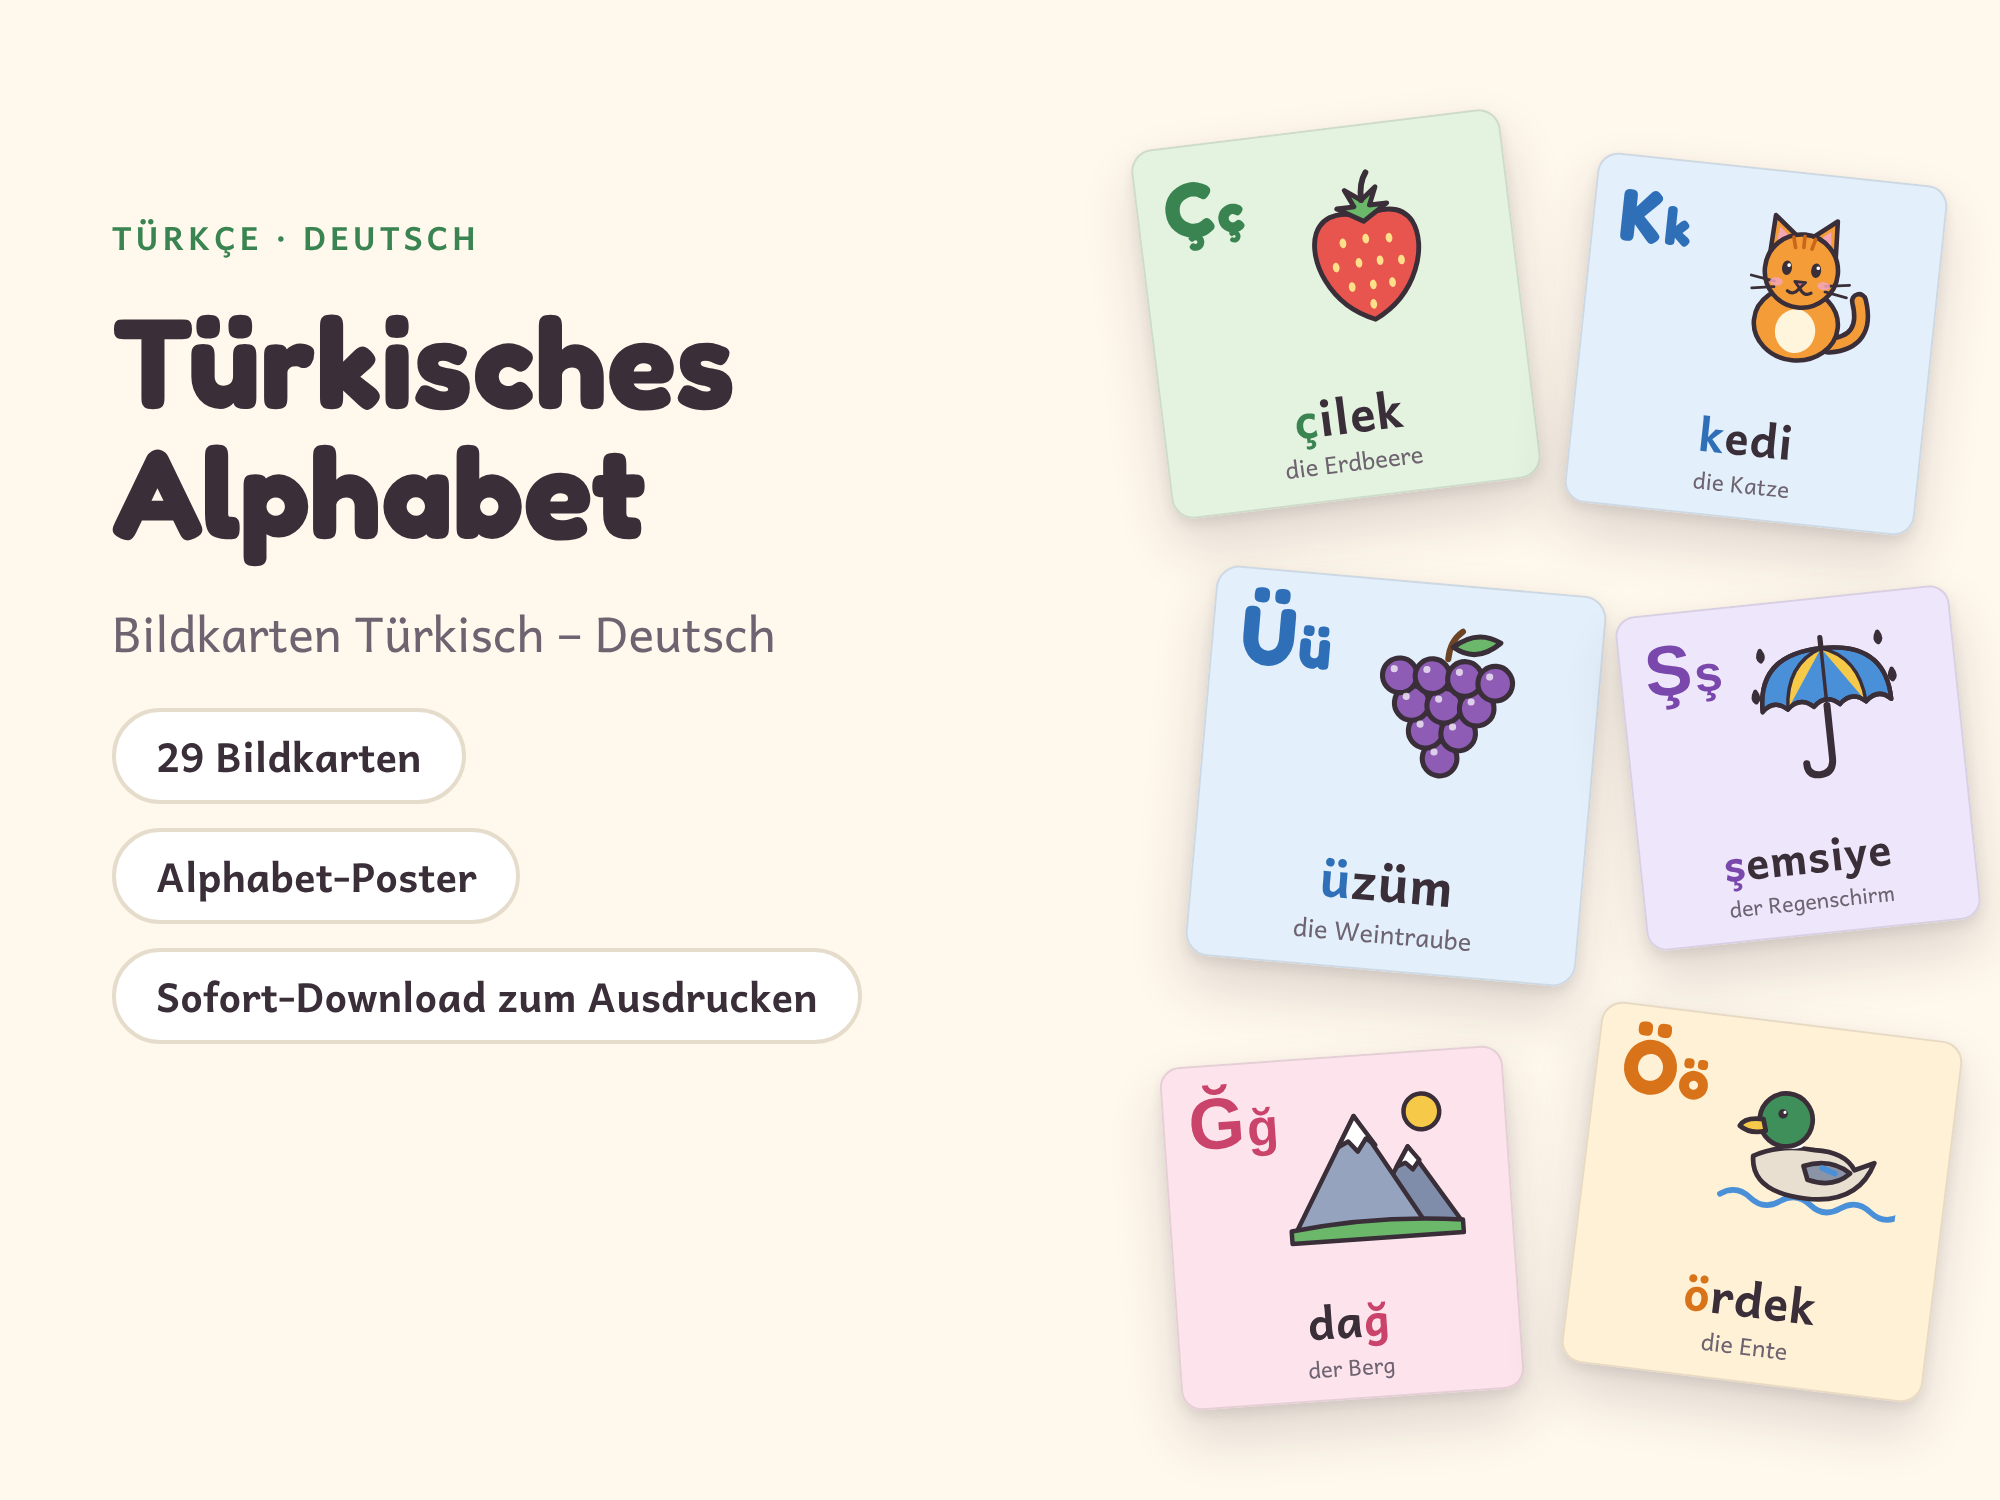 TÜRKÇE · DEUTSCH
Türkisches
Alphabet
Bildkarten Türkisch – Deutsch
29 Bildkarten
Alphabet-Poster
Sofort-Download zum Ausdrucken
Çç
çilek
die Erdbeere
Kk
kedi
die Katze
Üü
üzüm
die Weintraube
Şş
şemsiye
der Regenschirm
Ğğ
dağ
der Berg
Öö
ördek
die Ente